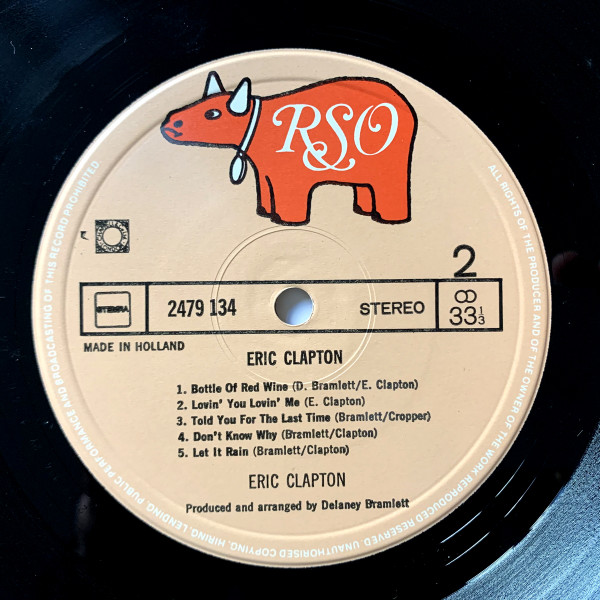 RSO
2
STEMRA
2479 134
STEREO
33 1/3
MADE IN HOLLAND
ERIC CLAPTON
1. Bottle Of Red Wine (D. Bramlett/E. Clapton)
2. Lovin' You Lovin' Me (E. Clapton)
3. Told You For The Last Time (Bramlett/Cropper)
4. Don't Know Why (Bramlett/Clapton)
5. Let It Rain (Bramlett/Clapton)
ERIC CLAPTON
Produced and arranged by Delaney Bramlett
ALL RIGHTS OF THE PRODUCER AND OF THE OWNER OF THE WORK REPRODUCED RESERVED. UNAUTHORISED COPYING, HIRING, LENDING, PUBLIC PERFORMANCE AND BROADCASTING OF THIS RECORD PROHIBITED